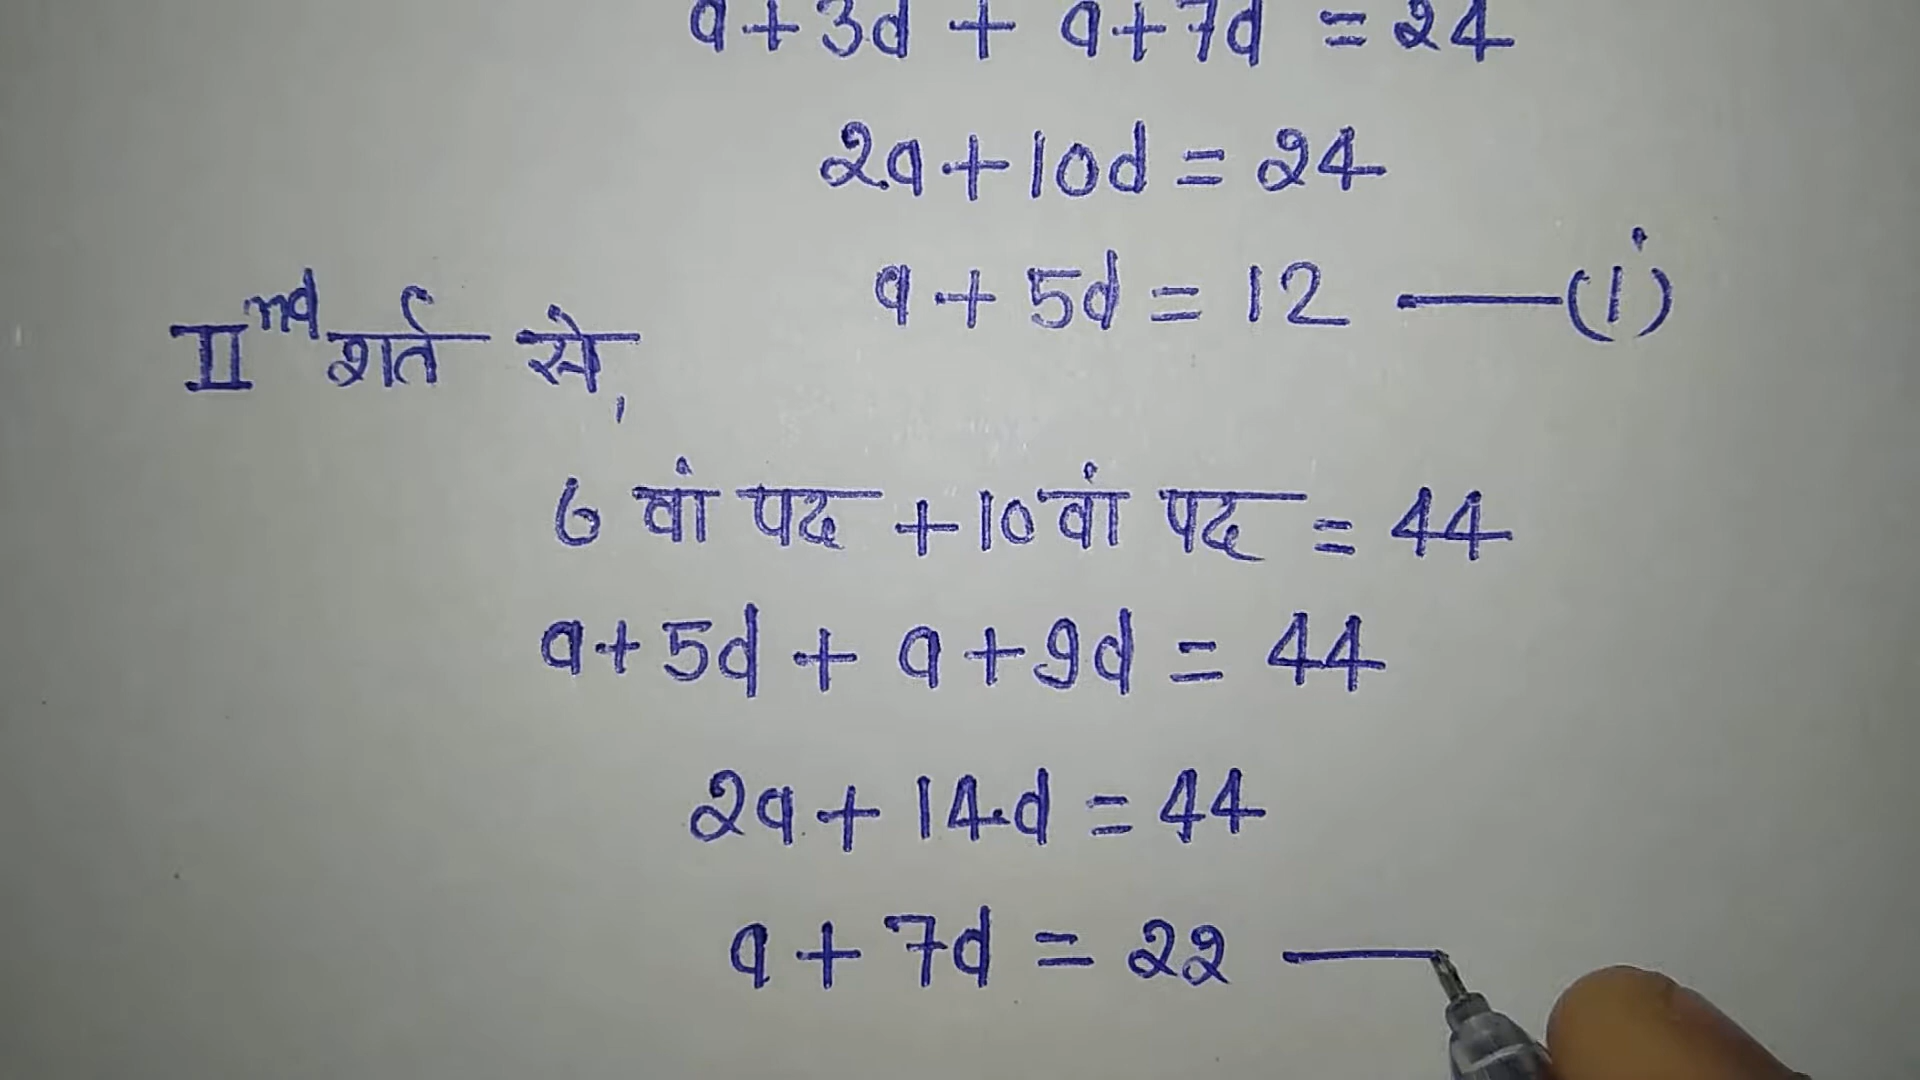 a+3d + a+7d = 24
2a+10d = 24
a + 5d = 12 —(i)
IInd शर्त से,
6 वां पद +10वां पद = 44
a+5d + a+9d = 44
2a + 14d = 44
a + 7d = 22 —